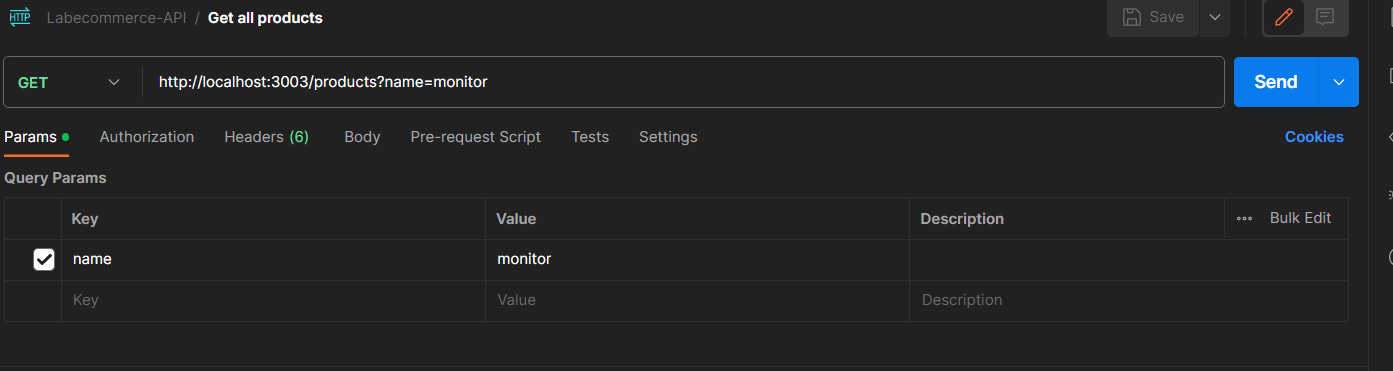 HTTP Labecommerce-API / Get all products Save
GET http://localhost:3003/products?name=monitor Send
Params Authorization Headers (6) Body Pre-request Script Tests Settings Cookies
Query Params
Key Value Description Bulk Edit
name monitor
Key Value Description